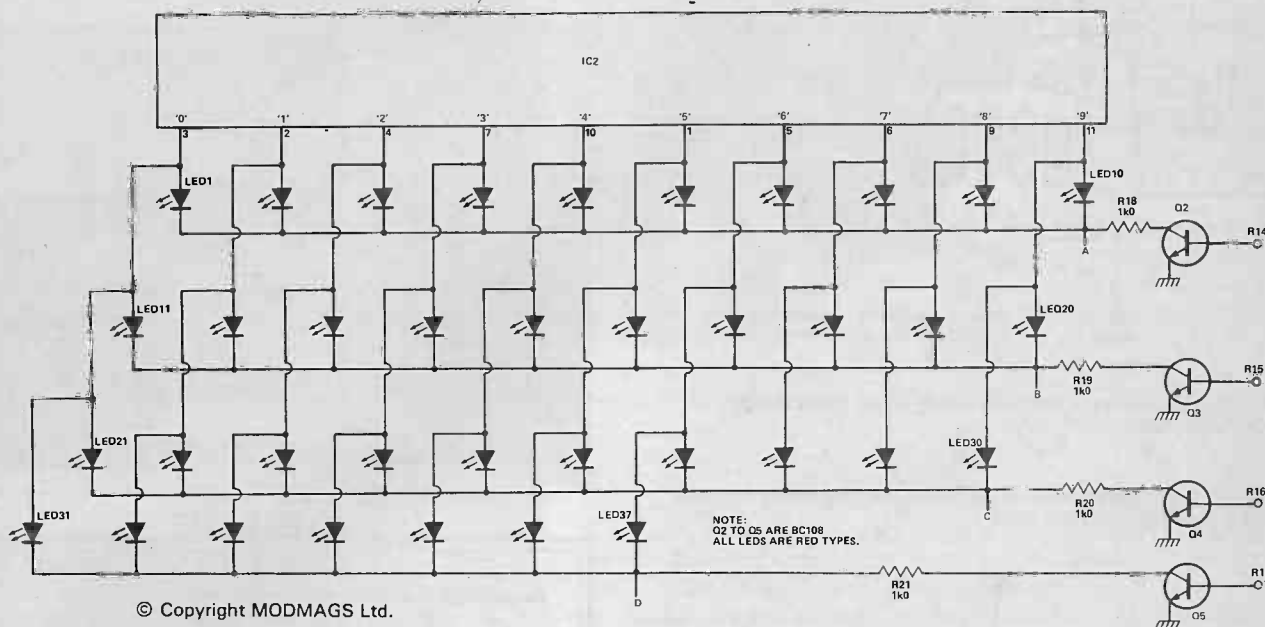 IC2
'0' '1' '2' '3' '4' '5' '6' '7' '8' '9'
3 2 4 7 10 1 5 6 9 11
LED1
LED10
R18
1k0
Q2
R14
A
LED11
LEQ20
R19
1k0
Q3
R15
B
LED21
LED30
R20
1k0
Q4
R16
C
LED31
LED37
NOTE:
Q2 TO Q5 ARE BC108
ALL LEDS ARE RED TYPES.
R21
1k0
Q5
D
© Copyright MODMAGS Ltd.